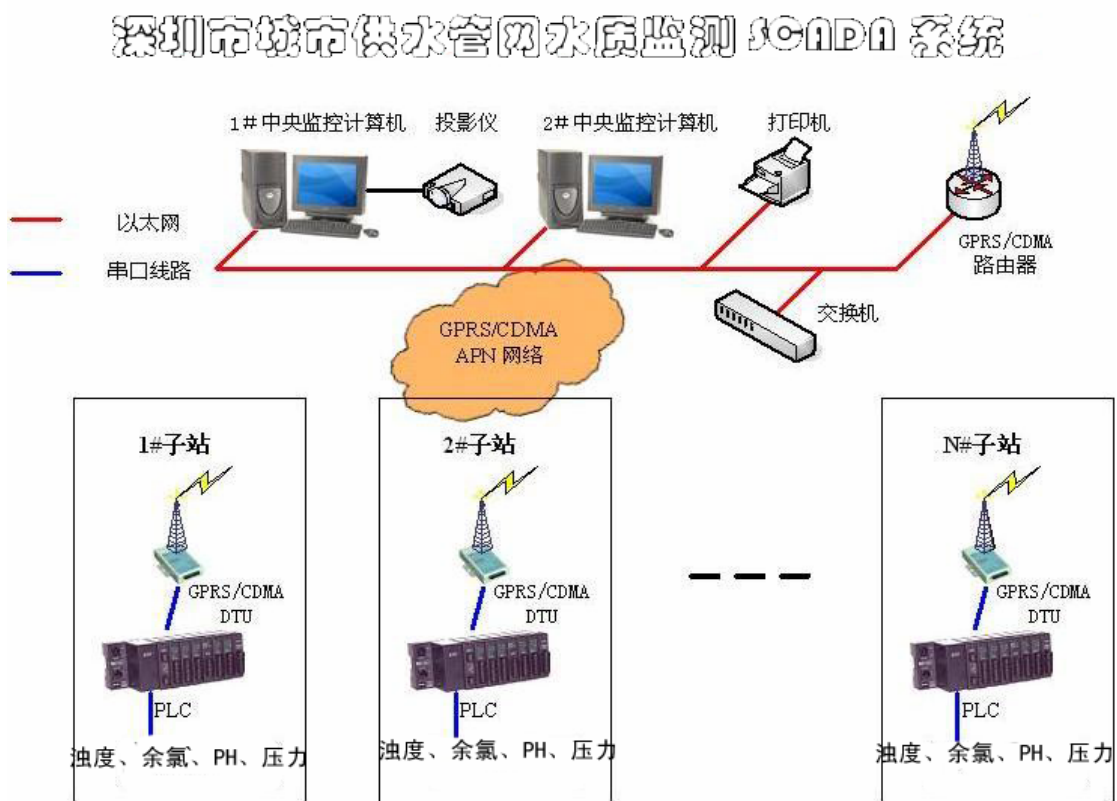 深圳市城市供水管网水质监测 SCADA 系统
1#中央监控计算机
投影仪
2#中央监控计算机
打印机
以太网
串口线路
GPRS/CDMA
路由器
交换机
GPRS/CDMA
APN 网络
1#子站
2#子站
N#子站
GPRS/CDMA
DTU
GPRS/CDMA
DTU
GPRS/CDMA
DTU
PLC
PLC
PLC
浊度、余氯、PH、压力
浊度、余氯、PH、压力
浊度、余氯、PH、压力